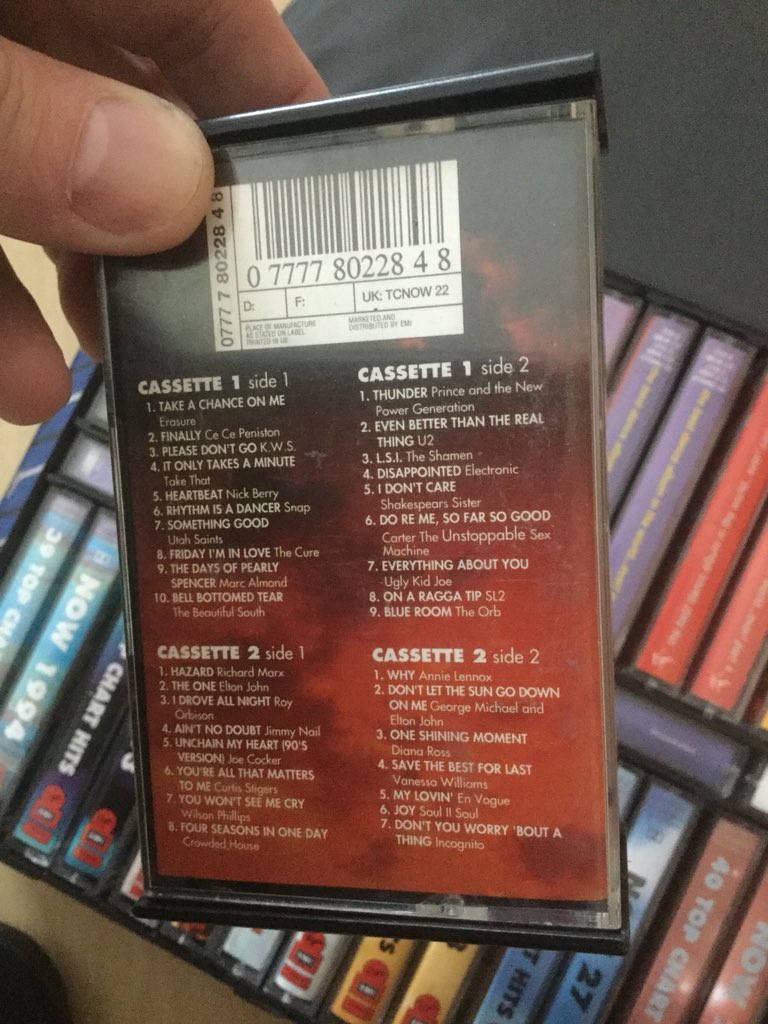 0777 7 80228 4 8
0 7777 80228 4 8
D:
F:
UK: TCNOW 22
PLACE OF MANUFACTURE
AS STATED ON LABEL
PRINTED IN UK
MARKETED AND
DISTRIBUTED BY EMI
CASSETTE 1 side 1
1. TAKE A CHANCE ON ME
Erasure
2. FINALLY Ce Ce Peniston
3. PLEASE DON'T GO K.W.S.
4. IT ONLY TAKES A MINUTE
Take That
5. HEARTBEAT Nick Berry
6. RHYTHM IS A DANCER Snap
7. SOMETHING GOOD
Utah Saints
8. FRIDAY I'M IN LOVE The Cure
9. THE DAYS OF PEARLY
SPENCER Marc Almond
10. BELL BOTTOMED TEAR
The Beautiful South
CASSETTE 1 side 2
1. THUNDER Prince and the New
Power Generation
2. EVEN BETTER THAN THE REAL
THING U2
3. L.S.I. The Shamen
4. DISAPPOINTED Electronic
5. I DON'T CARE
Shakespears Sister
6. DO RE ME, SO FAR SO GOOD
Carter The Unstoppable Sex
Machine
7. EVERYTHING ABOUT YOU
Ugly Kid Joe
8. ON A RAGGA TIP SL2
9. BLUE ROOM The Orb
CASSETTE 2 side 1
1. HAZARD Richard Marx
2. THE ONE Elton John
3. I DROVE ALL NIGHT Roy
Orbison
4. AIN'T NO DOUBT Jimmy Nail
5. UNCHAIN MY HEART (90'S
VERSION) Joe Cocker
6. YOU'RE ALL THAT MATTERS
TO ME Curtis Stigers
7. YOU WON'T SEE ME CRY
Wilson Phillips
8. FOUR SEASONS IN ONE DAY
Crowded House
CASSETTE 2 side 2
1. WHY Annie Lennox
2. DON'T LET THE SUN GO DOWN
ON ME George Michael and
Elton John
3. ONE SHINING MOMENT
Diana Ross
4. SAVE THE BEST FOR LAST
Vanessa Williams
5. MY LOVIN' En Vogue
6. JOY Soul II Soul
7. DON'T YOU WORRY 'BOUT A
THING Incognito
39 TOP CHA
NOW 1994
CHART HITS
HITS
27
40 TOP CHART
NOW